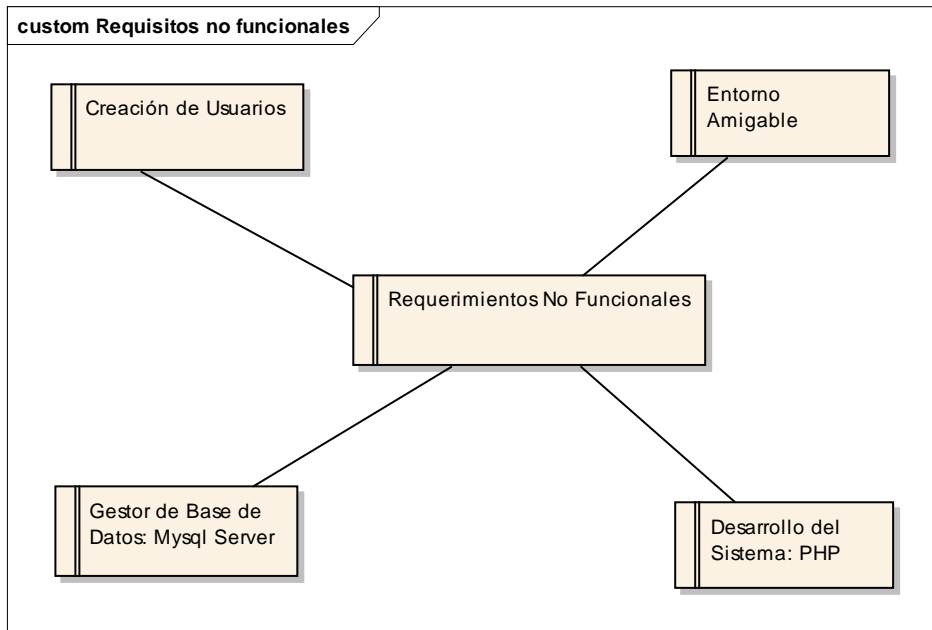 custom Requisitos no funcionales
Creación de Usuarios
Entorno
Amigable
Requerimientos No Funcionales
Gestor de Base de
Datos: Mysql Server
Desarrollo del
Sistema: PHP